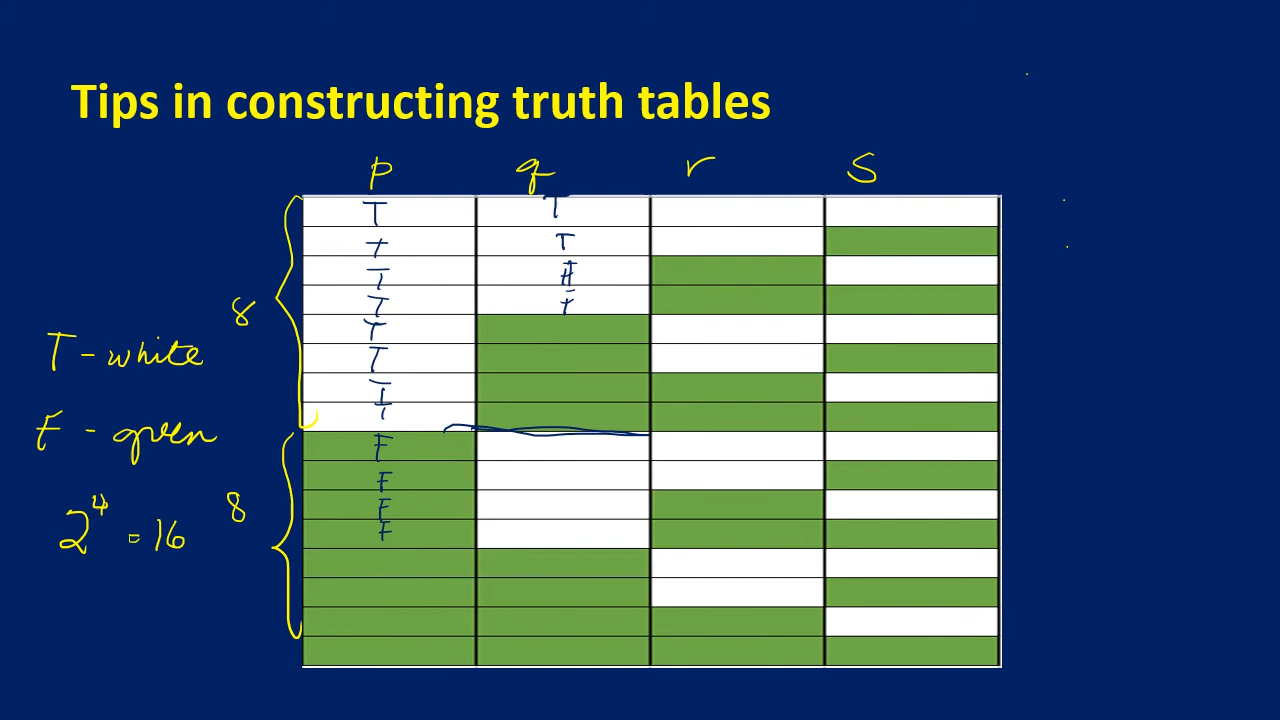 Tips in constructing truth tables
p q r S
T T
T T
T
T T
T
T
T
T
8
T - white
F - green
F
F
F
F
8
2⁴ = 16